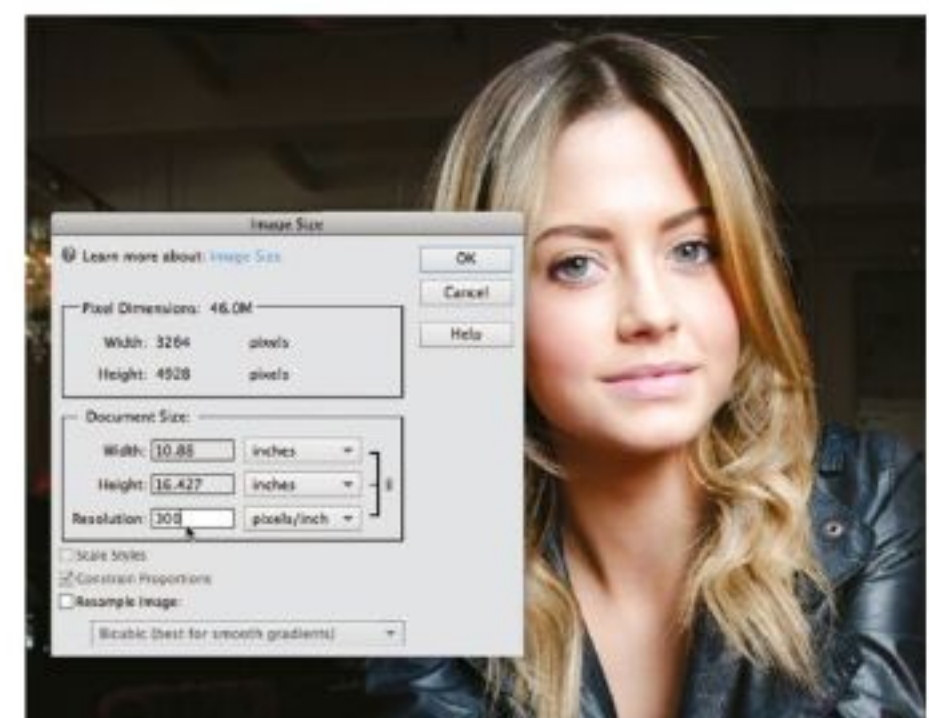 Image Size
Learn more about: Image Size
OK
Cancel
Help
Pixel Dimensions: 46.0M
Width: 3264 pixels
Height: 4928 pixels
Document Size:
Width: 10.88 inches
Height: 16.427 inches
Resolution: 300 pixels/inch
Scale Styles
Constrain Proportions
Resample Image:
Bicubic (best for smooth gradients)